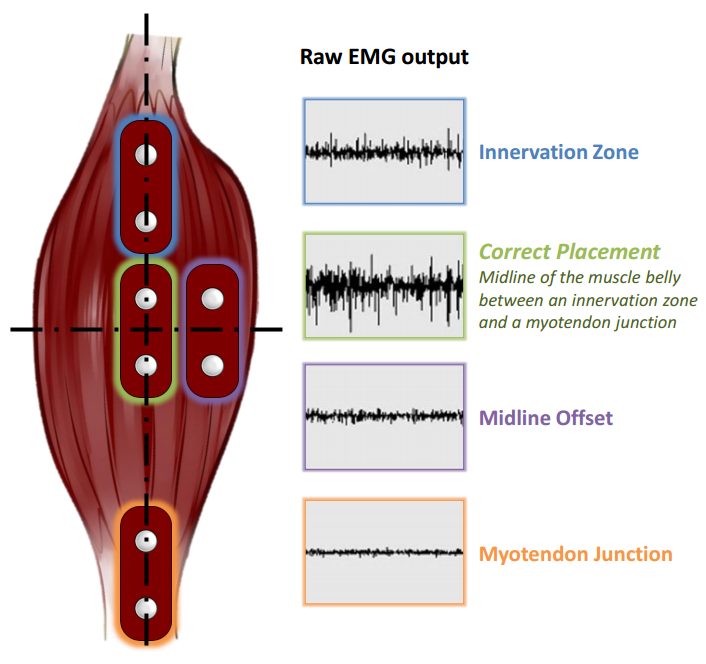 Raw EMG output
Innervation Zone
Correct Placement
Midline of the muscle belly
between an innervation zone
and a myotendon junction
Midline Offset
Myotendon Junction